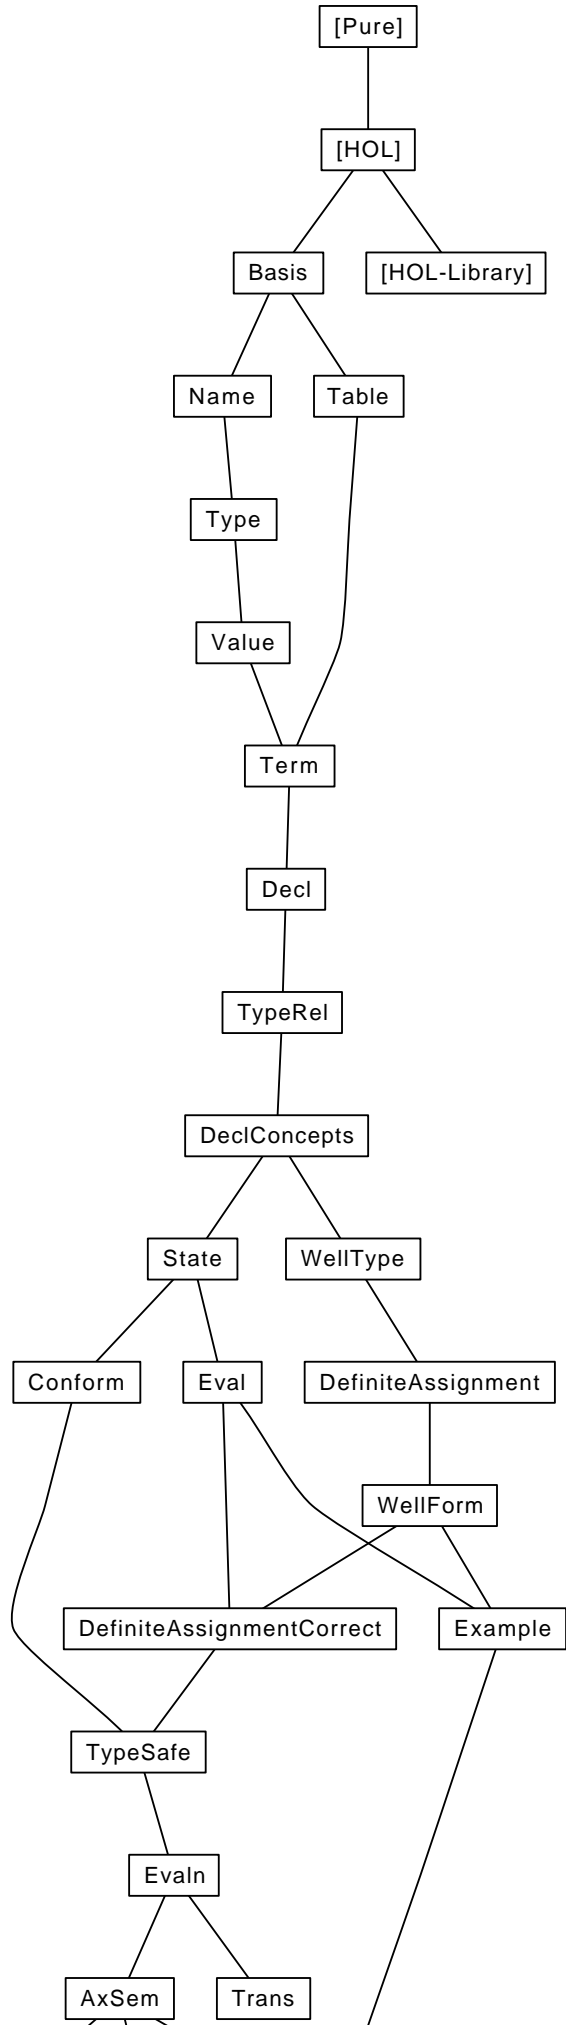 [Pure]
[HOL]
Basis
[HOL-Library]
Name
Table
Type
Value
Term
Decl
TypeRel
DeclConcepts
State
WellType
Conform
Eval
DefiniteAssignment
WellForm
DefiniteAssignmentCorrect
Example
TypeSafe
Evaln
AxSem
Trans